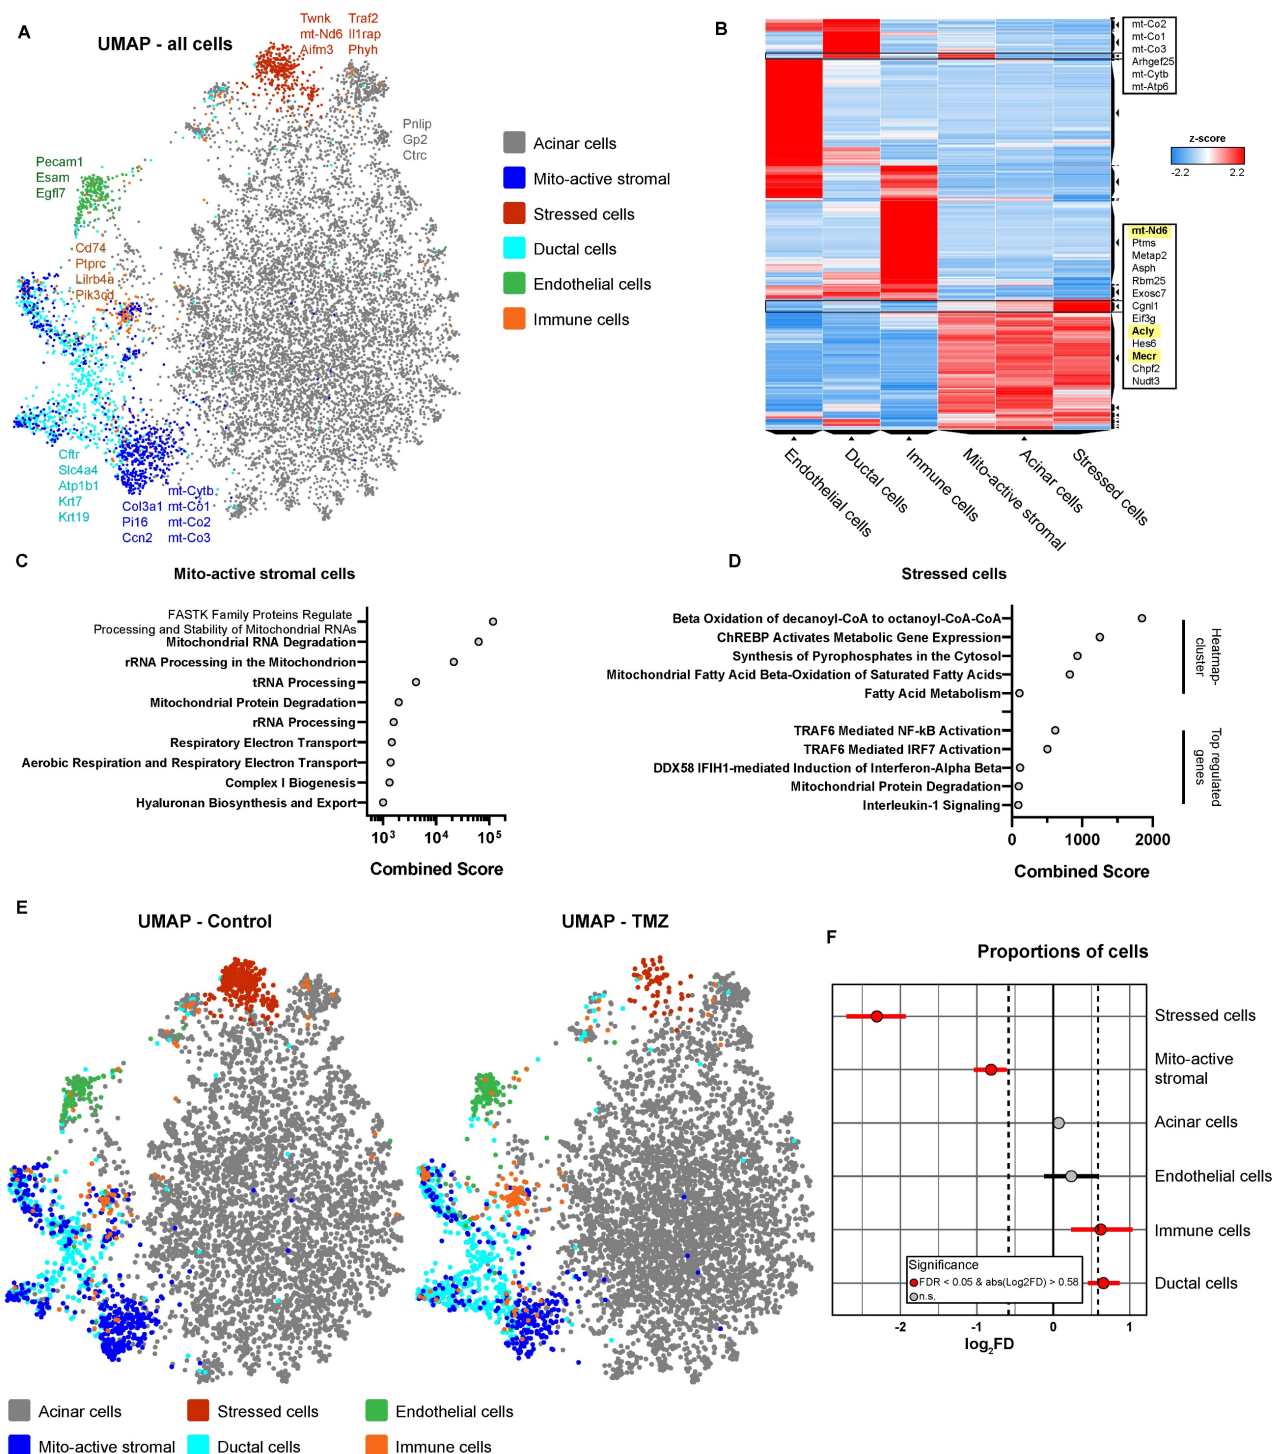 A
UMAP - all cells
Twnk
mt-Nd6
Aifm3
Traf2
Il1rap
Phyh
Pnlip
Gp2
Ctrc
Pecam1
Esam
Egfl7
Cd74
Ptprc
Lilrb4a
Pik3cd
Cftr
Slc4a4
Atp1b1
Krt7
Krt19
Col3a1
Pi16
Ccn2
mt-Cytb
mt-Co1
mt-Co2
mt-Co3
Acinar cells
Mito-active stromal
Stressed cells
Ductal cells
Endothelial cells
Immune cells
B
mt-Co2
mt-Co1
mt-Co3
Arhgef25
mt-Cytb
mt-Atp6
z-score
-2.2 2.2
mt-Nd6
Ptms
Metap2
Asph
Rbm25
Exosc7
Cgnl1
Eif3g
Acly
Hes6
Mecr
Chpf2
Nudt3
Endothelial cells
Ductal cells
Immune cells
Mito-active stromal
Acinar cells
Stressed cells
C
Mito-active stromal cells
FASTK Family Proteins Regulate
Processing and Stability of Mitochondrial RNAs
Mitochondrial RNA Degradation
rRNA Processing in the Mitochondrion
tRNA Processing
Mitochondrial Protein Degradation
rRNA Processing
Respiratory Electron Transport
Aerobic Respiration and Respiratory Electron Transport
Complex I Biogenesis
Hyaluronan Biosynthesis and Export
10³ 10⁴ 10⁵
Combined Score
D
Stressed cells
Beta Oxidation of decanoyl-CoA to octanoyl-CoA-CoA
ChREBP Activates Metabolic Gene Expression
Synthesis of Pyrophosphates in the Cytosol
Mitochondrial Fatty Acid Beta-Oxidation of Saturated Fatty Acids
Fatty Acid Metabolism
TRAF6 Mediated NF-kB Activation
TRAF6 Mediated IRF7 Activation
DDX58 IFIH1-mediated Induction of Interferon-Alpha Beta
Mitochondrial Protein Degradation
Interleukin-1 Signaling
Heatmap-
cluster
Top regulated
genes
0 1000 2000
Combined Score
E
UMAP - Control
UMAP - TMZ
Acinar cells
Stressed cells
Endothelial cells
Mito-active stromal
Ductal cells
Immune cells
F
Proportions of cells
Stressed cells
Mito-active
stromal
Acinar cells
Endothelial cells
Immune cells
Ductal cells
Significance
FDR < 0.05 & abs(Log2FD) > 0.58
n.s.
-2 -1 0 1
log₂FD